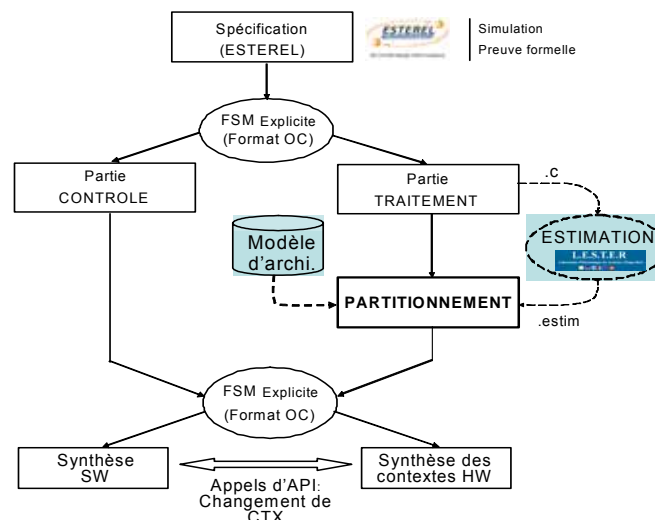 Spécification
(ESTEREL)
ESTEREL
Simulation
Preuve formelle
FSM Explicite
(Format OC)
Partie
CONTROLE
Partie
TRAITEMENT
.c
Modèle
d'archi.
ESTIMATION
L.E.S.T.E.R
PARTITIONNEMENT
.estim
FSM Explicite
(Format OC)
Synthèse
SW
Synthèse des
contextes HW
Appels d'API:
Changement de
CTX